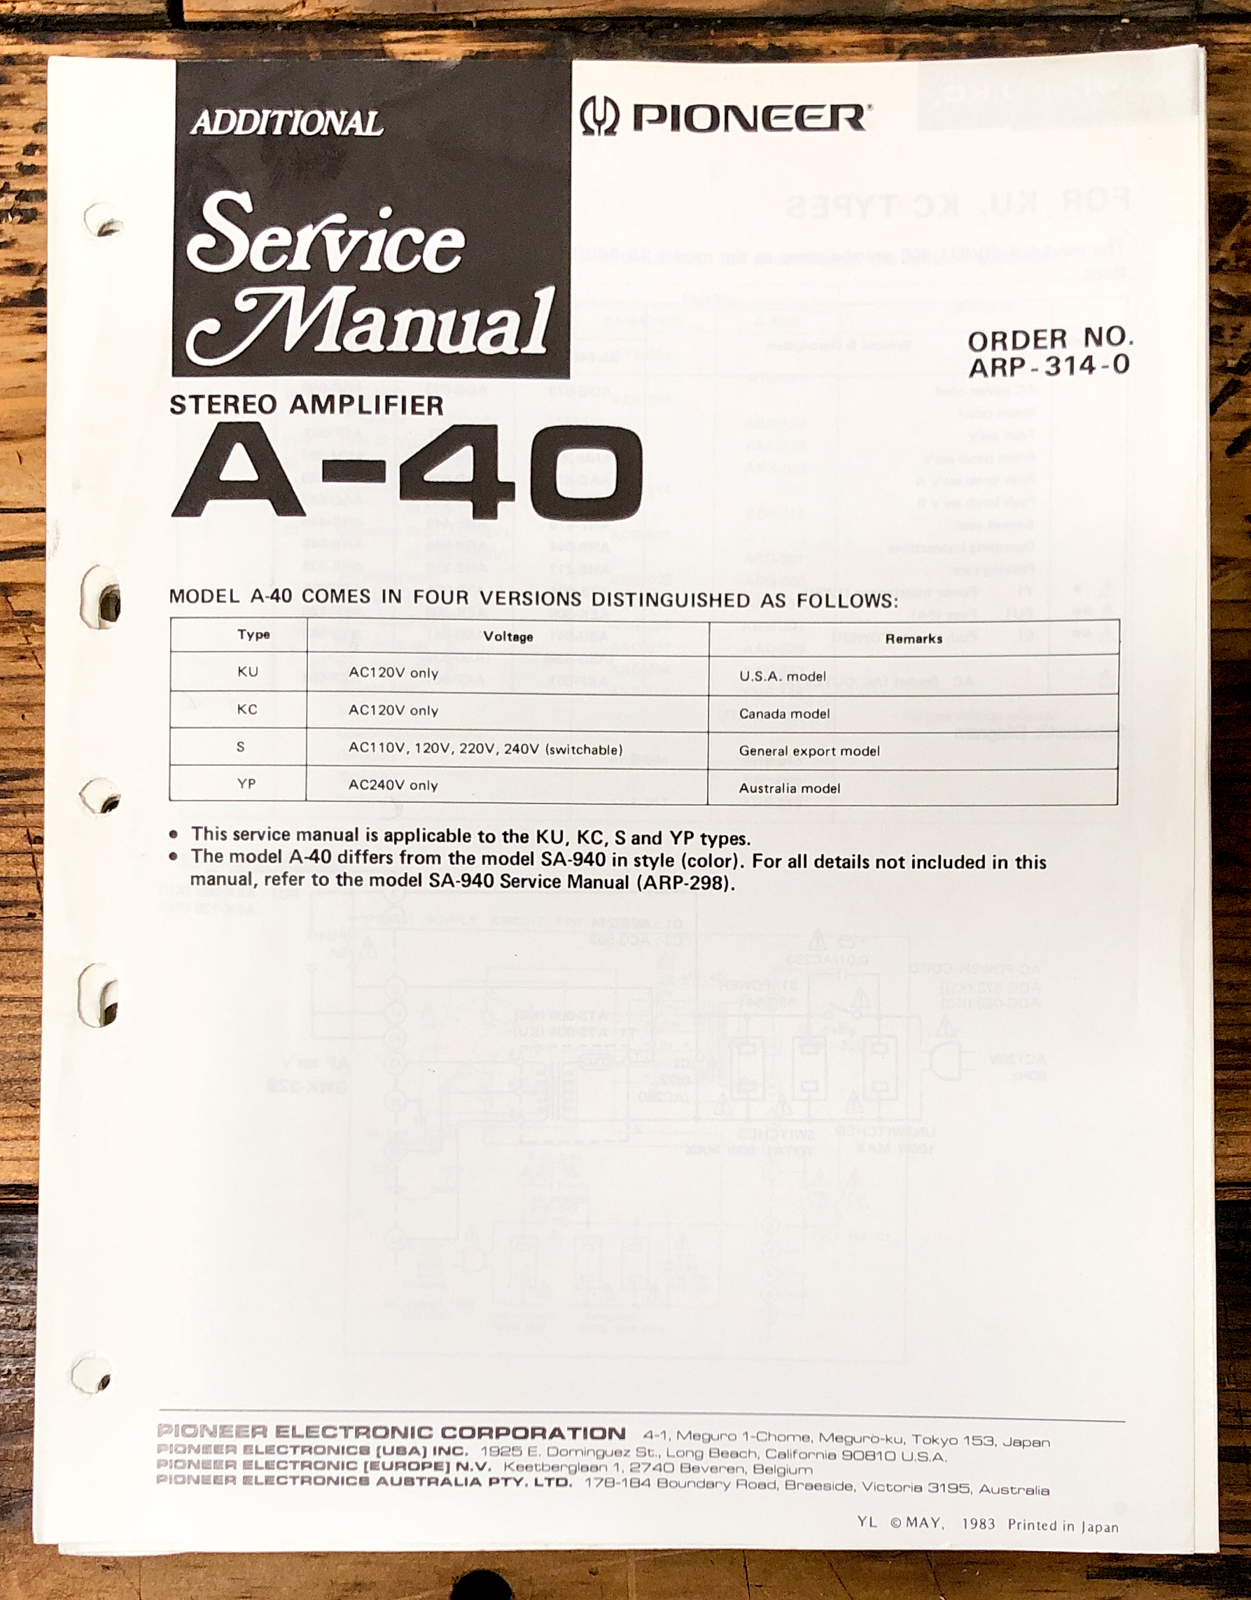 ADDITIONAL
Service
Manual
PIONEER®
ORDER NO.
ARP-314-0
STEREO AMPLIFIER
A-40
MODEL A-40 COMES IN FOUR VERSIONS DISTINGUISHED AS FOLLOWS:
Type Voltage Remarks
KU AC120V only U.S.A. model
KC AC120V only Canada model
S AC110V, 120V, 220V, 240V (switchable) General export model
YP AC240V only Australia model
• This service manual is applicable to the KU, KC, S and YP types.
• The model A-40 differs from the model SA-940 in style (color). For all details not included in this
manual, refer to the model SA-940 Service Manual (ARP-298).
PIONEER ELECTRONIC CORPORATION 4-1, Meguro 1-Chome, Meguro-ku, Tokyo 153, Japan
PIONEER ELECTRONICS [USA] INC. 1925 E. Dominguez St., Long Beach, California 90810 U.S.A.
PIONEER ELECTRONIC [EUROPE] N.V. Keetberglaan 1, 2740 Beveren, Belgium
PIONEER ELECTRONICS AUSTRALIA PTY. LTD. 178-184 Boundary Road, Braeside, Victoria 3195, Australia
YL © MAY, 1983 Printed in Japan